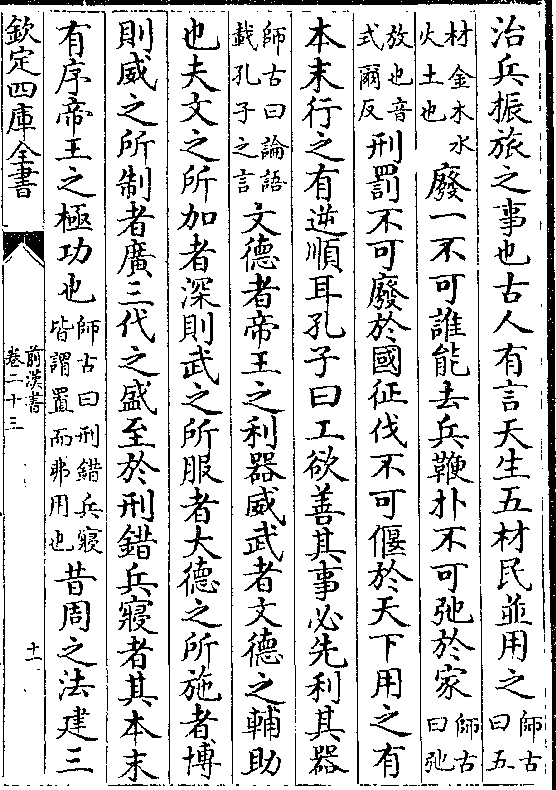 治兵振旅之事也古人有言天生五材民並用之師古曰五
材金木水火土也廢一不可誰能去兵鞭扑不可弛於家師古曰弛
放也音式爾反刑罰不可廢於國征伐不可偃於天下用之有
本末行之有逆順耳孔子曰工欲善其事必先利其器
師古曰論語載孔子之言文德者帝王之利器威武者文德之輔助
也夫文之所加者深則武之所服者大德之所施者博
則威之所制者廣三代之盛至於刑錯兵寢者其本末
有序帝王之極功也師古曰刑錯兵寢皆謂置而弗用也昔周之法建三
欽定四庫全書
前漢書
卷二十三
十一